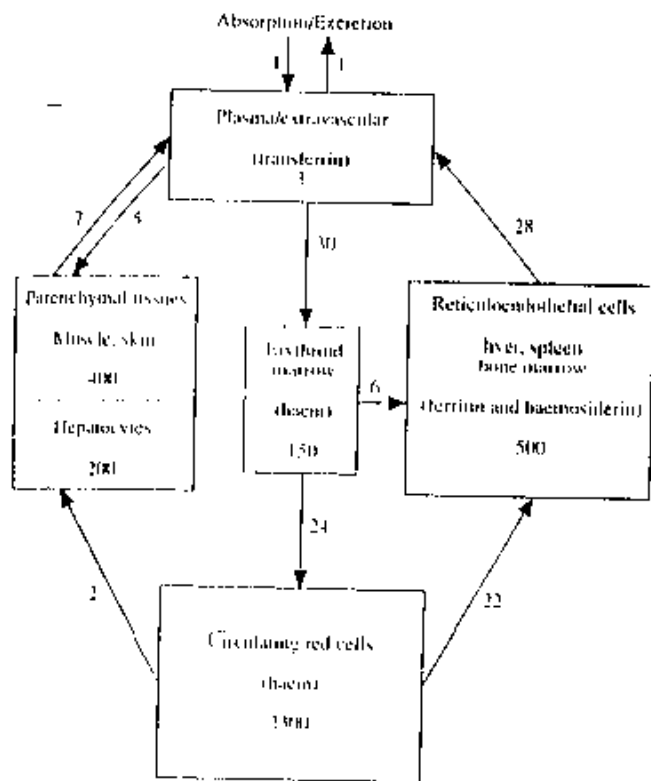 Absorption/Excretion
1
1
Plasma/extravascular
(transferrin)
3
7
5
30
28
Parenchymal tissues
Muscle, skin
400
Hepatocytes
200
Erythroid
marrow
(haem)
150
6
Reticuloendothelial cells
liver, spleen
bone marrow
(ferritin and haemosiderin)
500
24
2
22
Circulating red cells
(haem)